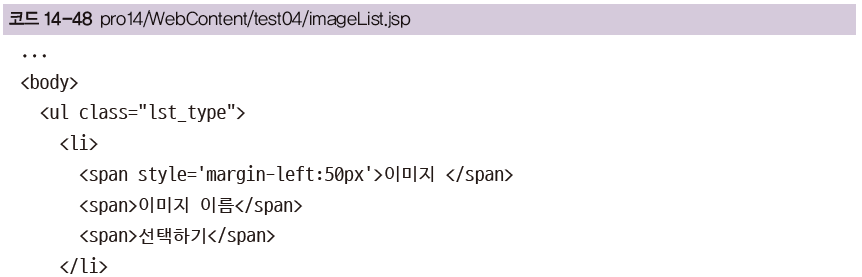 코드 14-48 pro14/WebContent/test04/imageList.jsp
...
<body>
<ul class="lst_type">
<li>
<span style='margin-left:50px'>이미지 </span>
<span>이미지 이름</span>
<span>선택하기</span>
</li>